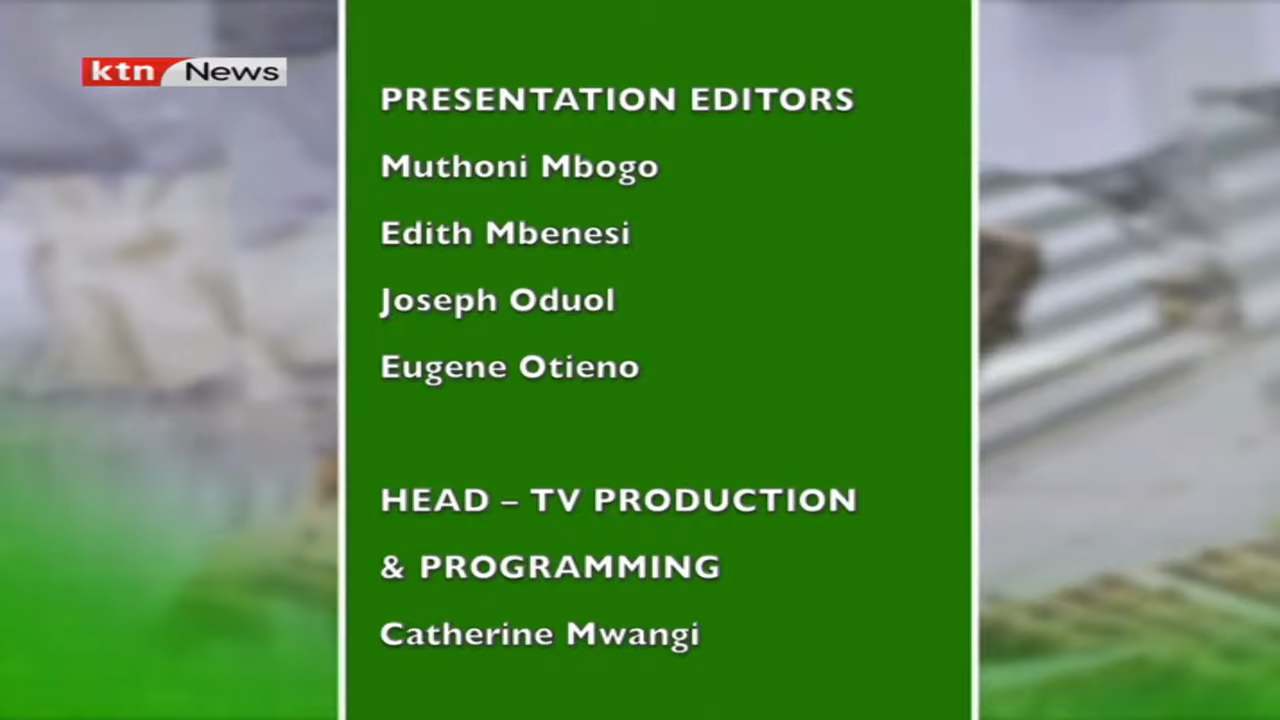 ktn News
PRESENTATION EDITORS
Muthoni Mbogo
Edith Mbenesi
Joseph Oduol
Eugene Otieno
HEAD – TV PRODUCTION
& PROGRAMMING
Catherine Mwangi